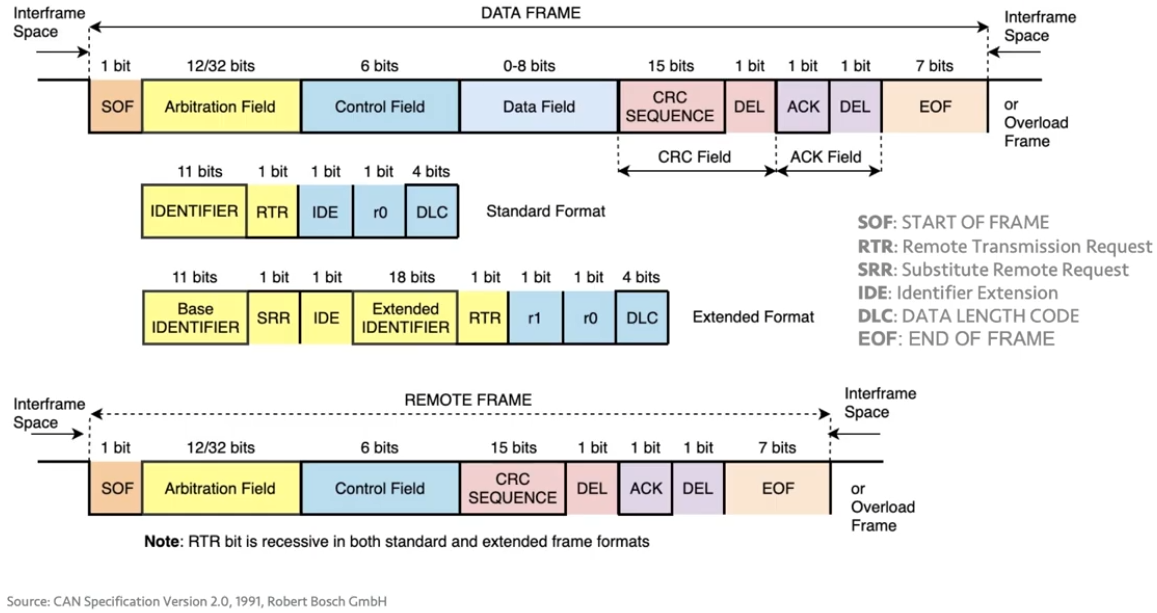 DATA FRAME
Interframe
Space
Interframe
Space
1 bit 12/32 bits 6 bits 0-8 bits 15 bits 1 bit 1 bit 1 bit 7 bits
SOF Arbitration Field Control Field Data Field CRC SEQUENCE DEL ACK DEL EOF
or
Overload
Frame
CRC Field ACK Field
11 bits 1 bit 1 bit 1 bit 4 bits
IDENTIFIER RTR IDE r0 DLC Standard Format
11 bits 1 bit 1 bit 18 bits 1 bit 1 bit 1 bit 4 bits
Base IDENTIFIER SRR IDE Extended IDENTIFIER RTR r1 r0 DLC Extended Format
SOF: START OF FRAME
RTR: Remote Transmission Request
SRR: Substitute Remote Request
IDE: Identifier Extension
DLC: DATA LENGTH CODE
EOF: END OF FRAME
REMOTE FRAME
Interframe
Space
Interframe
Space
1 bit 12/32 bits 6 bits 15 bits 1 bit 1 bit 1 bit 7 bits
SOF Arbitration Field Control Field CRC SEQUENCE DEL ACK DEL EOF
or
Overload
Frame
Note: RTR bit is recessive in both standard and extended frame formats
Source: CAN Specification Version 2.0, 1991, Robert Bosch GmbH